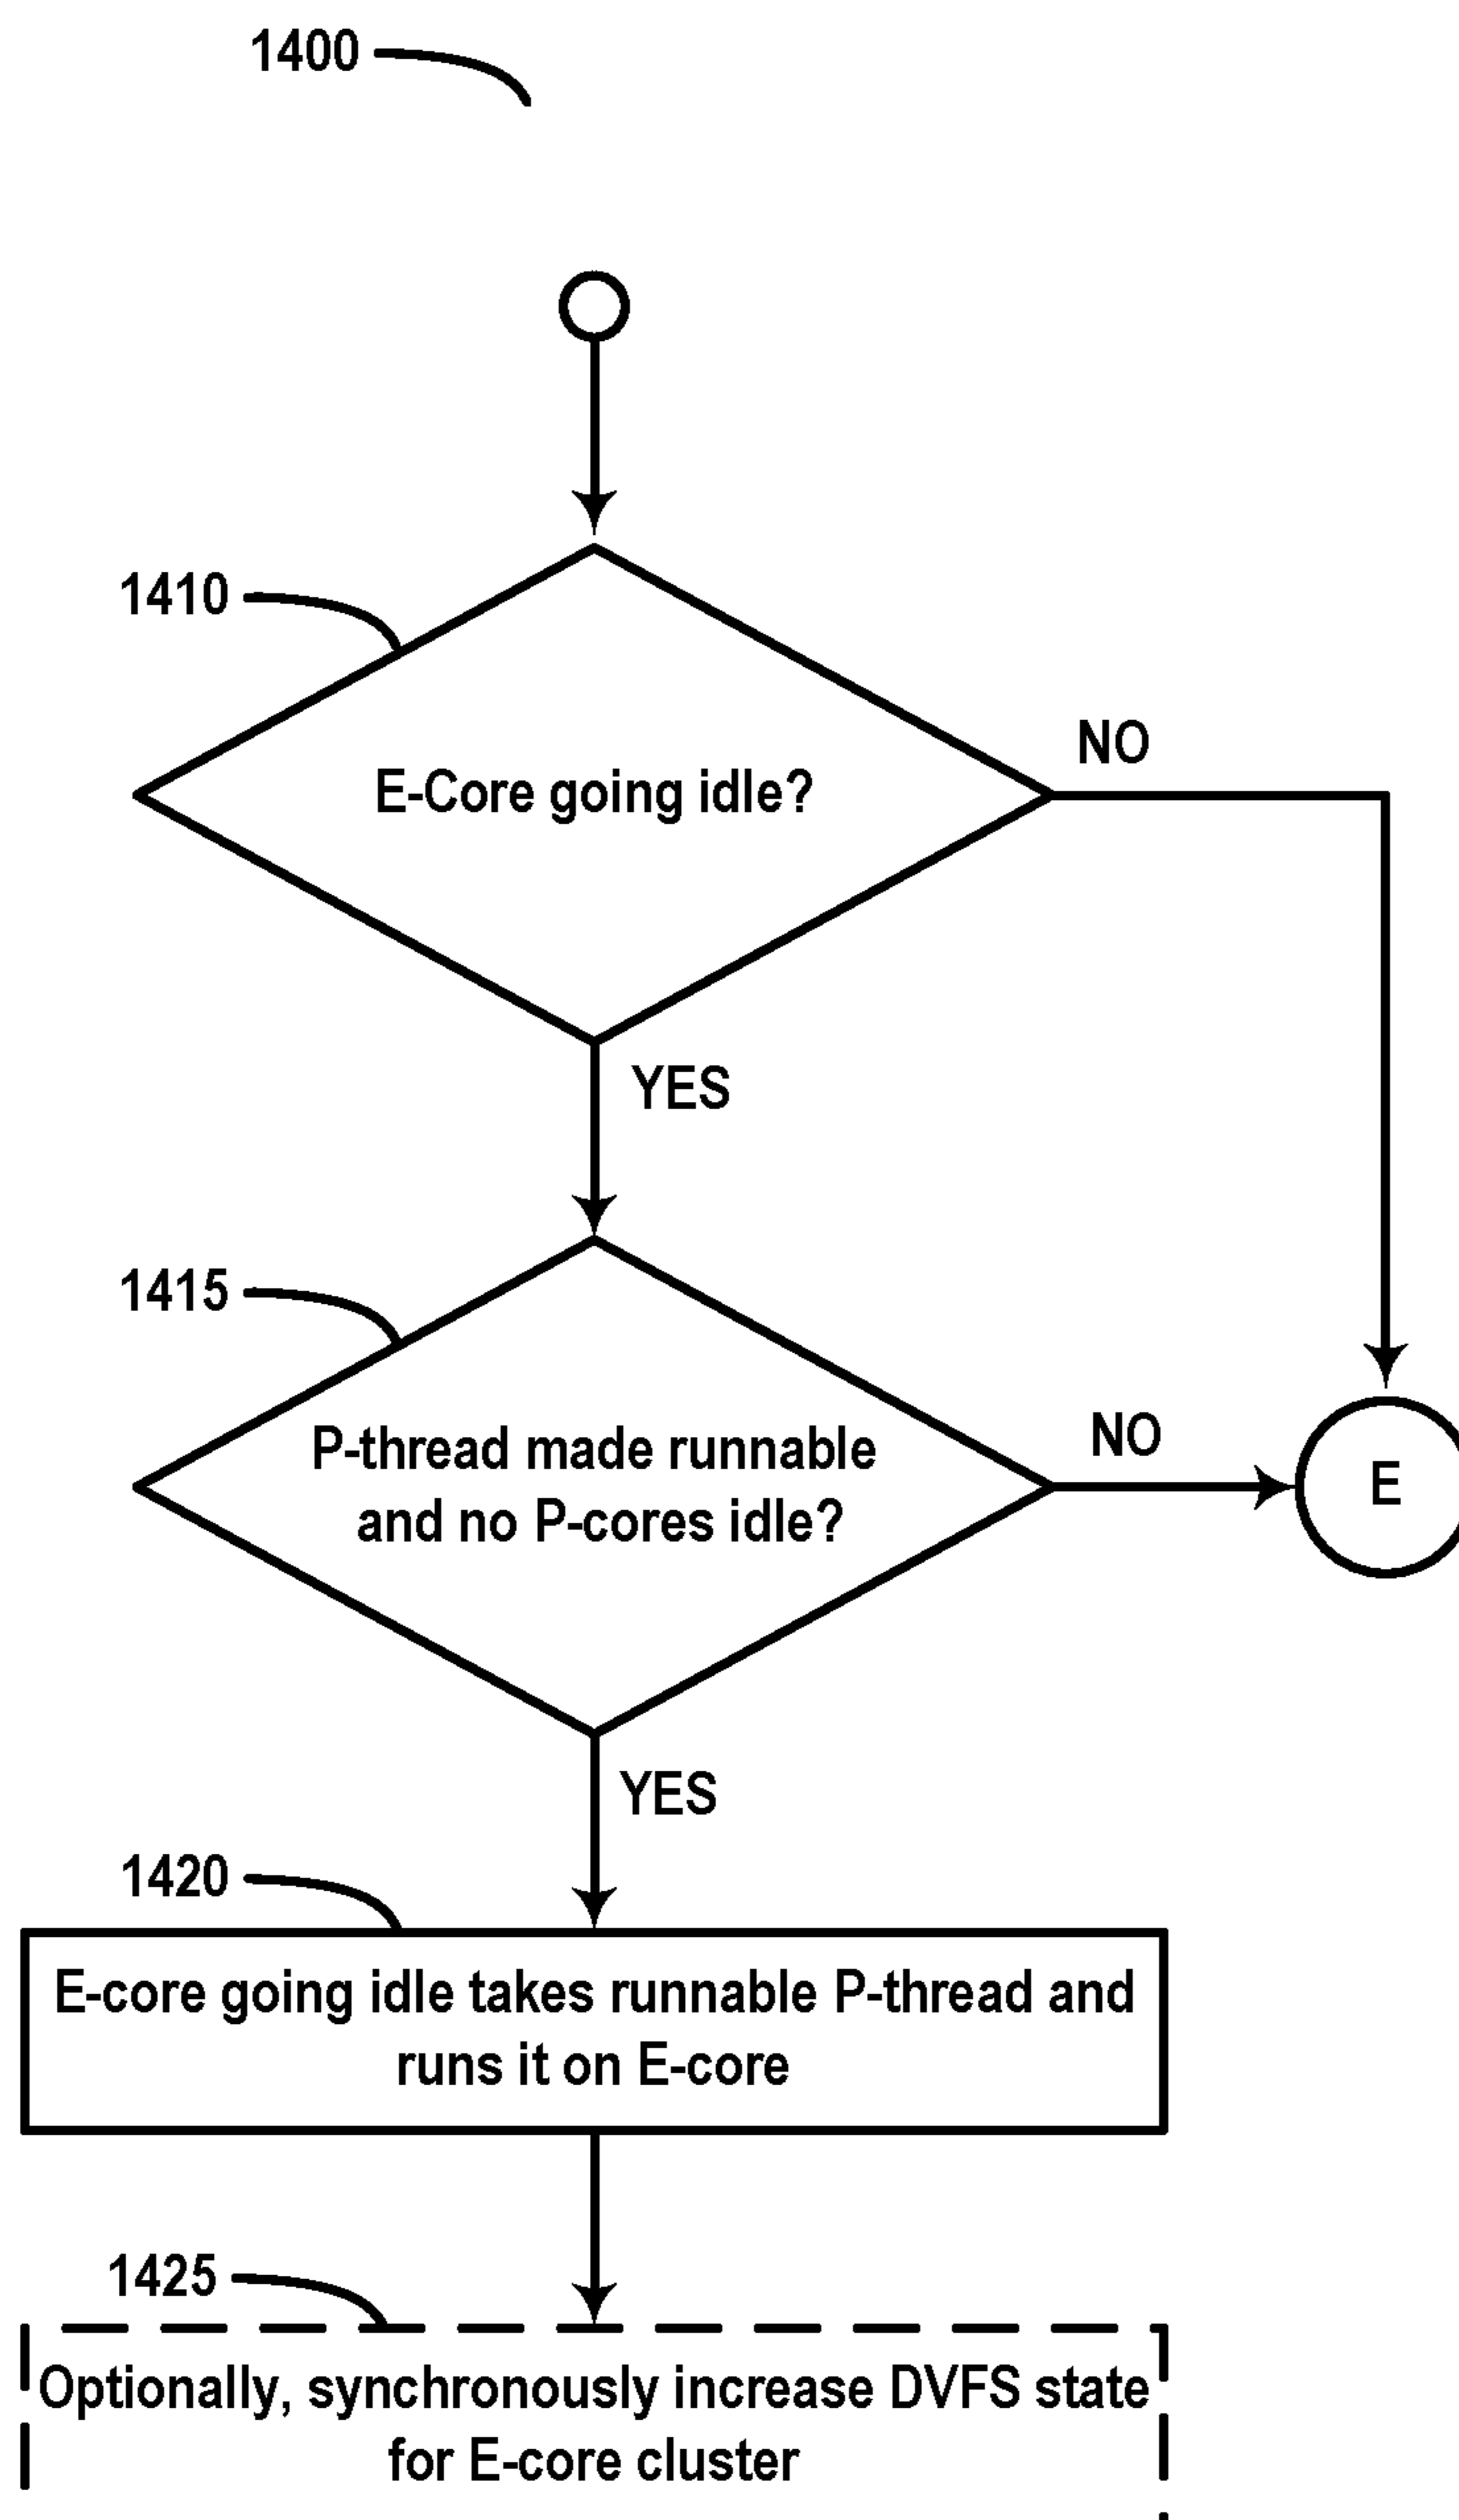 1400
1410
E-Core going idle?
NO
YES
1415
P-thread made runnable
and no P-cores idle?
NO
E
YES
1420
E-core going idle takes runnable P-thread and
runs it on E-core
1425
Optionally, synchronously increase DVFS state
for E-core cluster